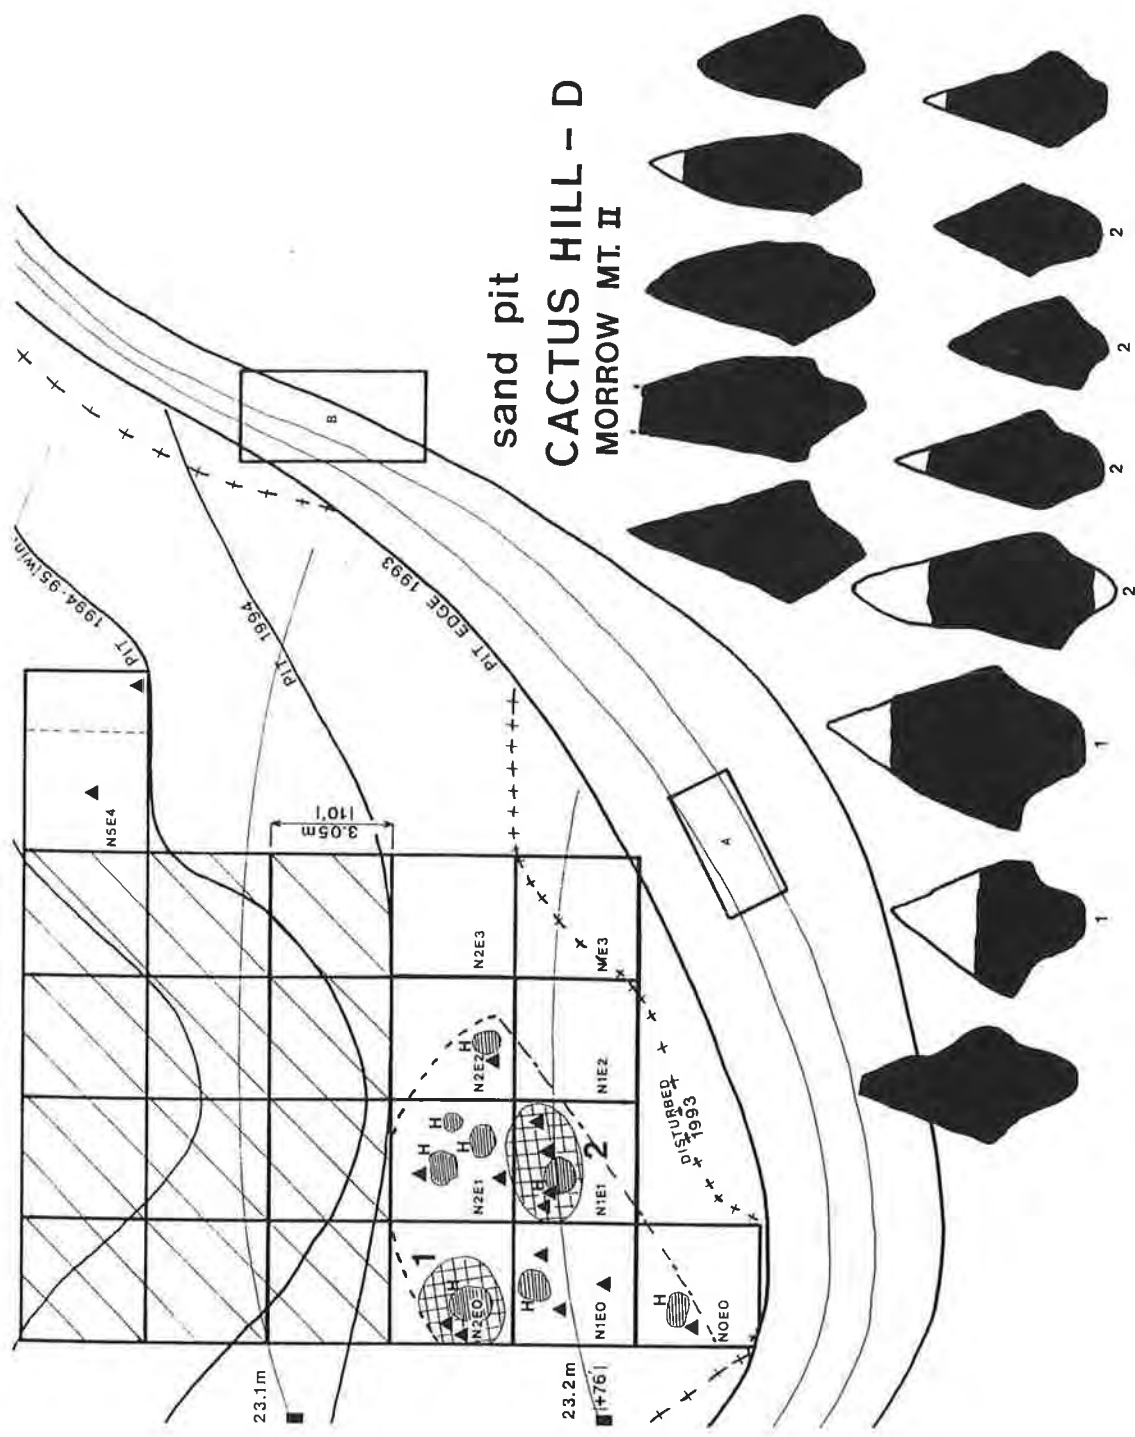 sand pit
CACTUS HILL – D
MORROW MT. II
PIT 1994-95 (win.
PIT 1994
PIT EDGE 1993
B
A
N5E4
3.05m
(10')
N2E3
N1E3
N2E2
H
N1E2
N2E1
H
H
H
N1E1
H
2
DISTURBED
1993
1
H
N2E0
H
N1E0
H
N0E0
23.1m
23.2m
(+76')
1
1
2
2
2
2